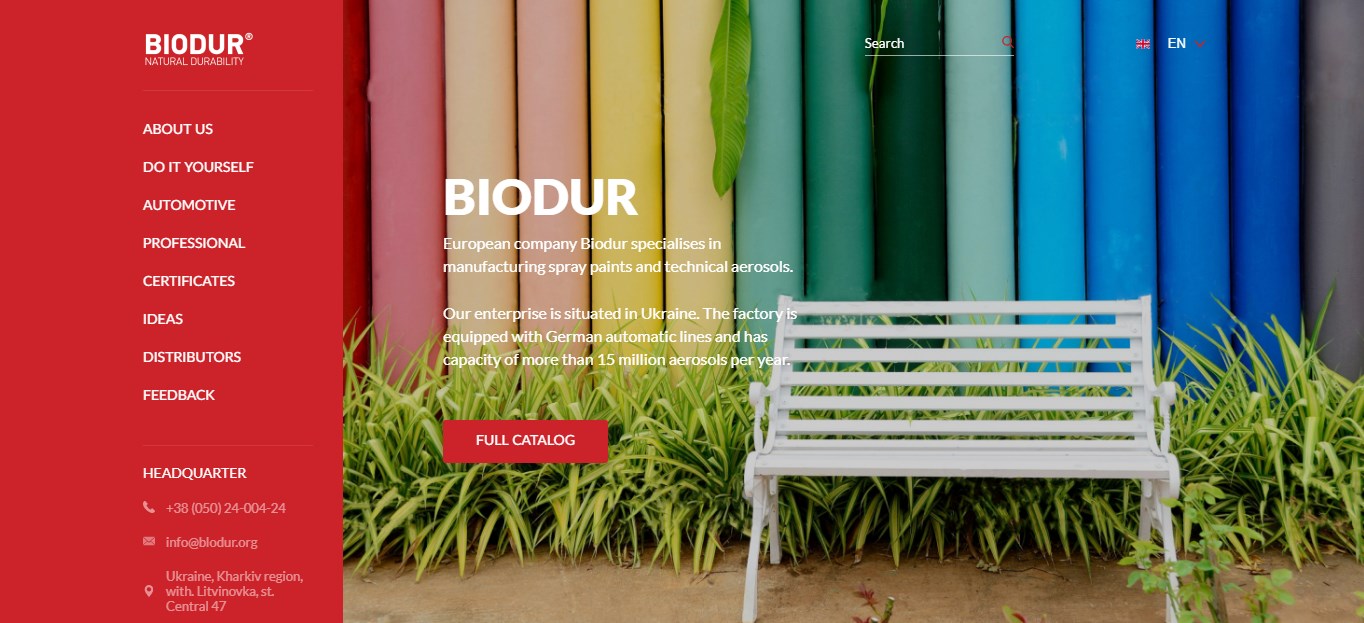 BIODUR®
NATURAL DURABILITY
ABOUT US
DO IT YOURSELF
AUTOMOTIVE
PROFESSIONAL
CERTIFICATES
IDEAS
DISTRIBUTORS
FEEDBACK
HEADQUARTER
+38 (050) 24-004-24
info@biodur.org
Ukraine, Kharkiv region,
with. Litvinovka, st.
Central 47
Search
EN
BIODUR
European company Biodur specialises in
manufacturing spray paints and technical aerosols.
Our enterprise is situated in Ukraine. The factory is
equipped with German automatic lines and has
capacity of more than 15 million aerosols per year.
FULL CATALOG